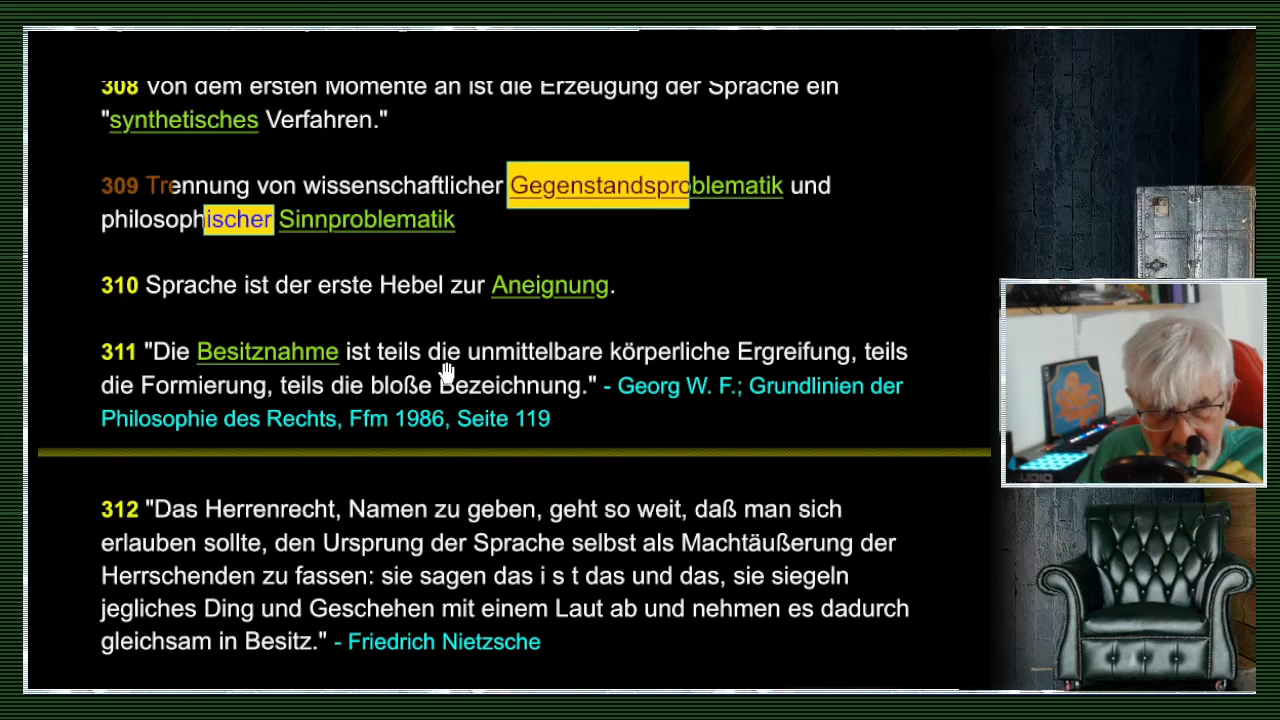 308 Von dem ersten Momente an ist die Erzeugung der Sprache ein
"synthetisches Verfahren."
309 Trennung von wissenschaftlicher Gegenstandsproblematik und
philosophischer Sinnproblematik
310 Sprache ist der erste Hebel zur Aneignung.
311 "Die Besitznahme ist teils die unmittelbare körperliche Ergreifung, teils
die Formierung, teils die bloße Bezeichnung." - Georg W. F.; Grundlinien der
Philosophie des Rechts, Ffm 1986, Seite 119
312 "Das Herrenrecht, Namen zu geben, geht so weit, daß man sich
erlauben sollte, den Ursprung der Sprache selbst als Machtäußerung der
Herrschenden zu fassen: sie sagen das i s t das und das, sie siegeln
jegliches Ding und Geschehen mit einem Laut ab und nehmen es dadurch
gleichsam in Besitz." - Friedrich Nietzsche